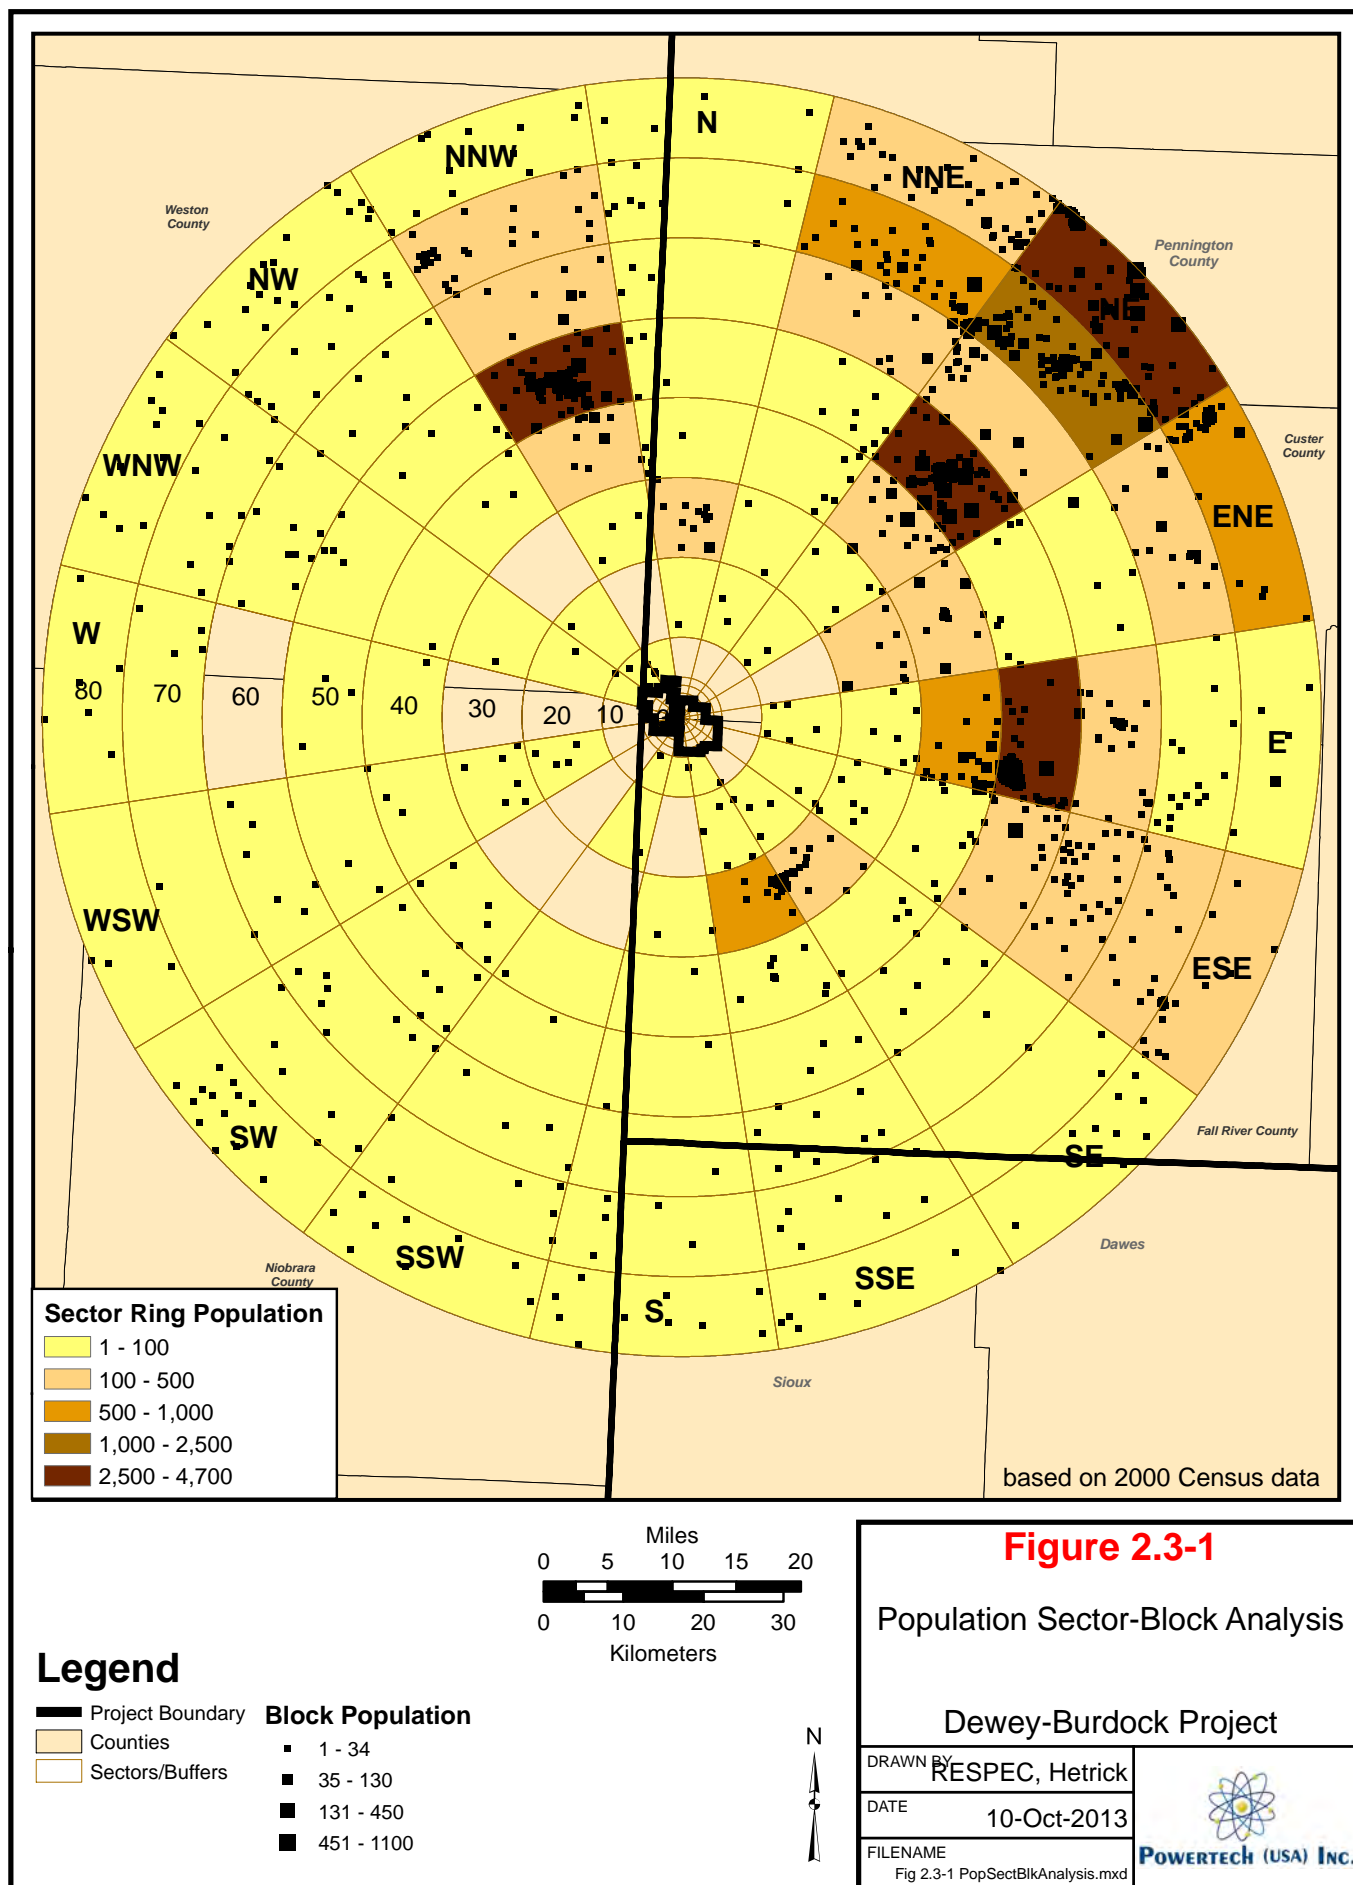 N
NNW
NNE
Weston
County
Pennington
County
NW
NE
Custer
County
WNW
ENE
W
80
70
60
50
40
30
20
10
E
WSW
ESE
SW
SE
Fall River County
SSW
SSE
S
Dawes
Niobrara
County
Sioux
Sector Ring Population
1 - 100
100 - 500
500 - 1,000
1,000 - 2,500
2,500 - 4,700
based on 2000 Census data
Miles
0 5 10 15 20
0 10 20 30
Kilometers
Legend
Project Boundary
Counties
Sectors/Buffers
Block Population
1 - 34
35 - 130
131 - 450
451 - 1100
N
Figure 2.3-1
Population Sector-Block Analysis
Dewey-Burdock Project
DRAWN BY
RESPEC, Hetrick
DATE
10-Oct-2013
FILENAME
Fig 2.3-1 PopSectBlkAnalysis.mxd
POWERTECH (USA) INC.